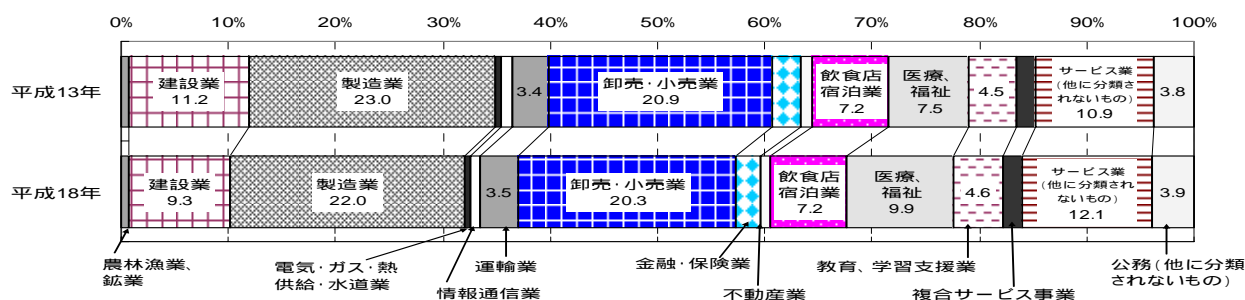 0% 10% 20% 30% 40% 50% 60% 70% 80% 90% 100%
平成13年
建設業
11.2
製造業
23.0
3.4
卸売・小売業
20.9
飲食店
宿泊業
7.2
医療、
福祉
7.5
4.5
サービス業
(他に分類され
ないもの)
10.9
3.8
平成18年
建設業
9.3
製造業
22.0
3.5
卸売・小売業
20.3
飲食店
宿泊業
7.2
医療、
福祉
9.9
4.6
サービス業
(他に分類され
ないもの)
12.1
3.9
農林漁業、
鉱業
電気・ガス・熱
供給・水道業
情報通信業
運輸業
金融・保険業
不動産業
教育、学習支援業
複合サービス事業
公務(他に分類
されないもの)